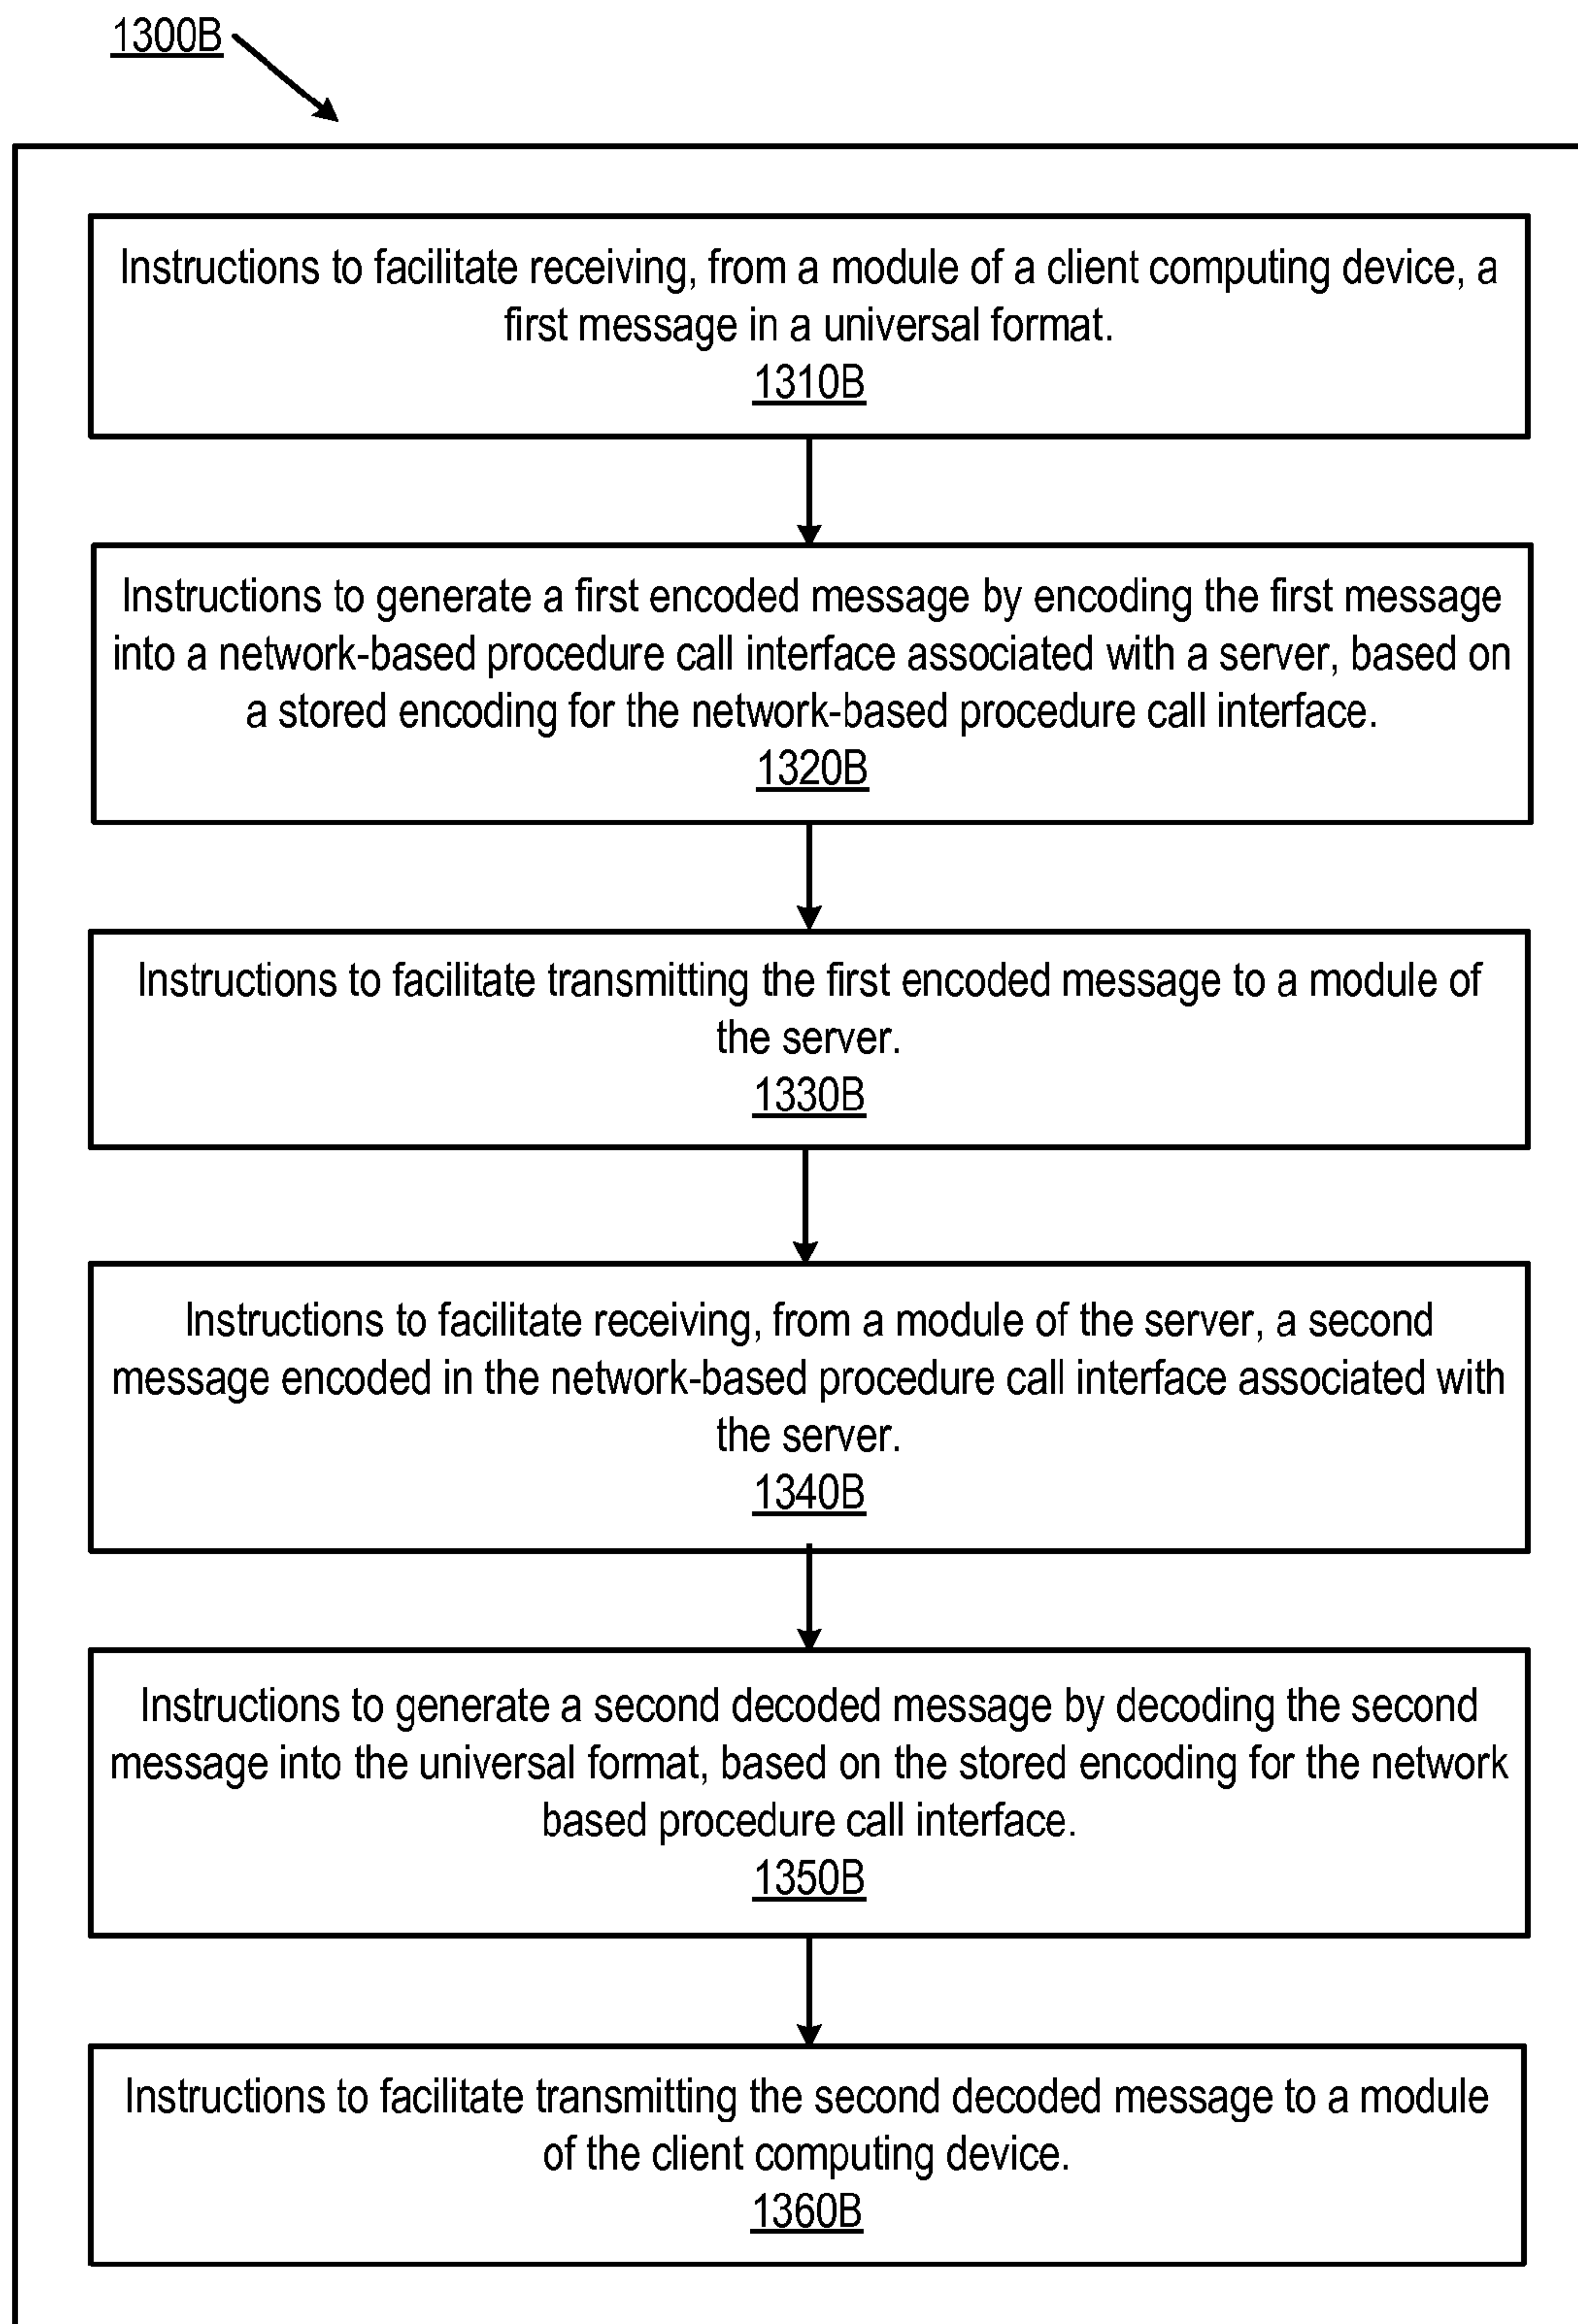 1300B
Instructions to facilitate receiving, from a module of a client computing device, a
first message in a universal format.
1310B
Instructions to generate a first encoded message by encoding the first message
into a network-based procedure call interface associated with a server, based on
a stored encoding for the network-based procedure call interface.
1320B
Instructions to facilitate transmitting the first encoded message to a module of
the server.
1330B
Instructions to facilitate receiving, from a module of the server, a second
message encoded in the network-based procedure call interface associated with
the server.
1340B
Instructions to generate a second decoded message by decoding the second
message into the universal format, based on the stored encoding for the network
based procedure call interface.
1350B
Instructions to facilitate transmitting the second decoded message to a module
of the client computing device.
1360B